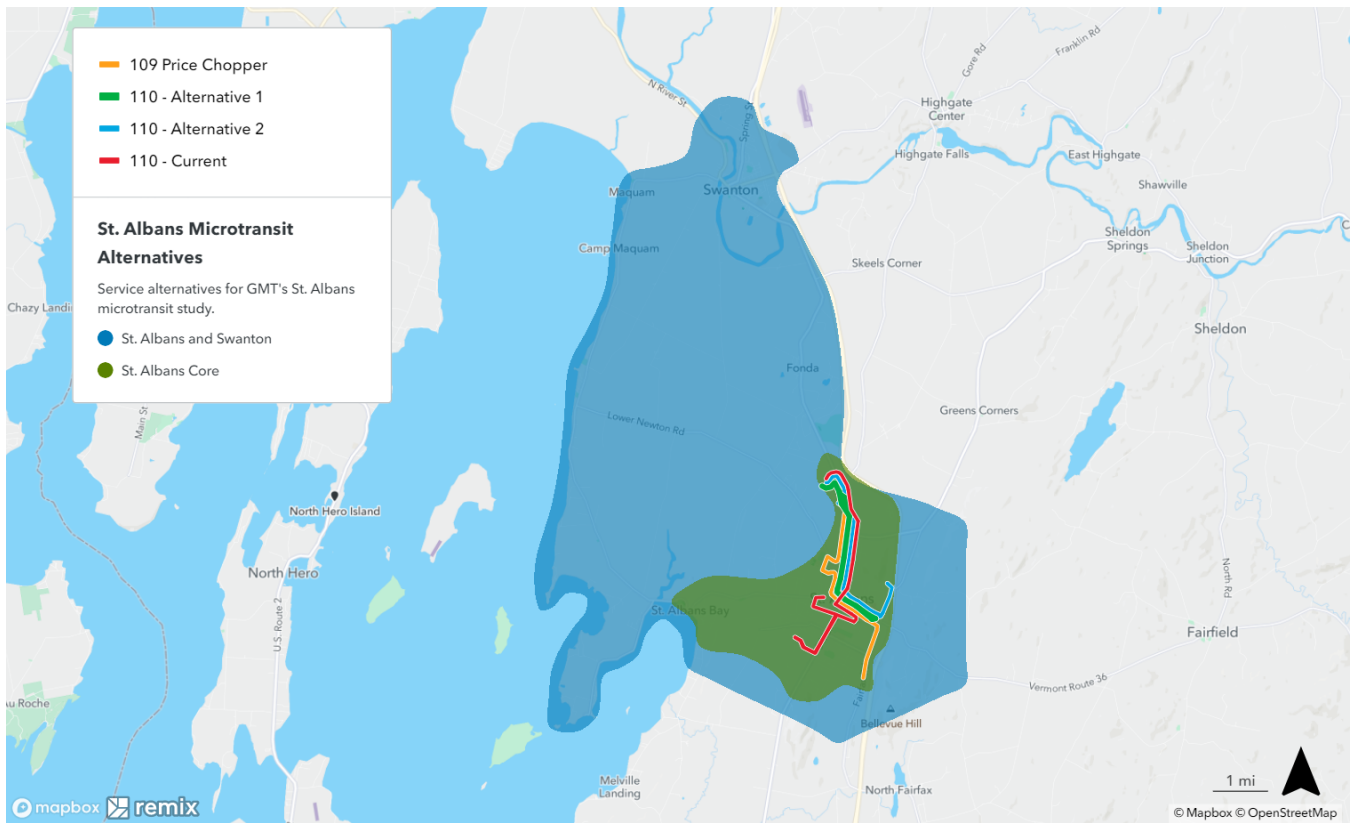 109 Price Chopper
110 - Alternative 1
110 - Alternative 2
110 - Current
St. Albans Microtransit
Alternatives
Service alternatives for GMT's St. Albans
microtransit study.
St. Albans and Swanton
St. Albans Core
Gore Rd
Franklin Rd
N River St.
Spring St
Highgate
Center
Highgate Falls
East Highgate
Maquam
Swanton
Shawville
Camp Maquam
Sheldon
Springs
Sheldon
Junction
Skeels Corner
Chazy Landi
Sheldon
Fonda
Main St
Lower Newton Rd
Greens Corners
North Hero Island
North Hero
North Rd
U.S. Route 2
St. Albans Bay
Fairfield
Vermont Route 36
au Roche
Bellevue Hill
Melville
Landing
North Fairfax
1 mi
mapbox remix
© Mapbox © OpenStreetMap